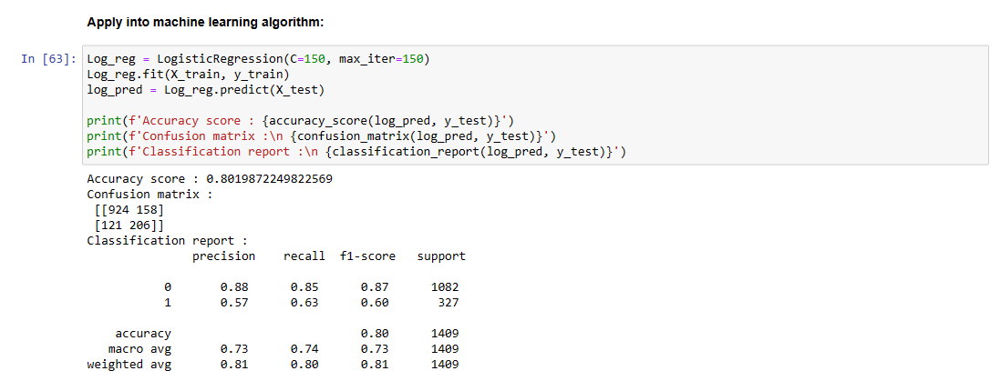 Apply into machine learning algorithm:
In [63]: Log_reg = LogisticRegression(C=150, max_iter=150)
Log_reg.fit(X_train, y_train)
log_pred = Log_reg.predict(X_test)
print(f'Accuracy score : {accuracy_score(log_pred, y_test)}')
print(f'Confusion matrix :\n {confusion_matrix(log_pred, y_test)}')
print(f'Classification report :\n {classification_report(log_pred, y_test)}')
Accuracy score : 0.8019872249822569
Confusion matrix :
[[924 158]
[121 206]]
Classification report :
precision recall f1-score support
0 0.88 0.85 0.87 1082
1 0.57 0.63 0.60 327
accuracy 0.80 1409
macro avg 0.73 0.74 0.73 1409
weighted avg 0.81 0.80 0.81 1409